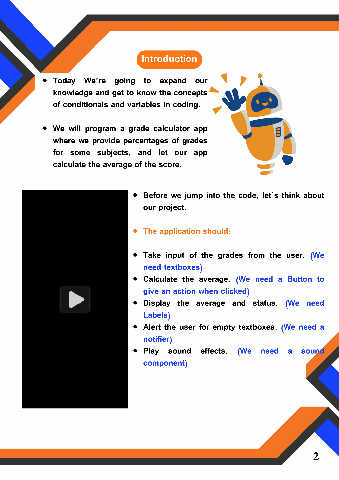 Introduction
• Today We're going to expand our
knowledge and get to know the concepts
of conditionals and variables in coding.
• We will program a grade calculator app
where we provide percentages of grades
for some subjects, and let our app
calculate the average of the score.
• Before we jump into the code, let's think about
our project.
• The application should:
• Take input of the grades from the user. (We
need textboxes)
• Calculate the average. (We need a Button to
give an action when clicked)
• Display the average and status. (We need
Labels)
• Alert the user for empty textboxes. (We need a
notifier)
• Play sound effects. (We need a sound
component)
2